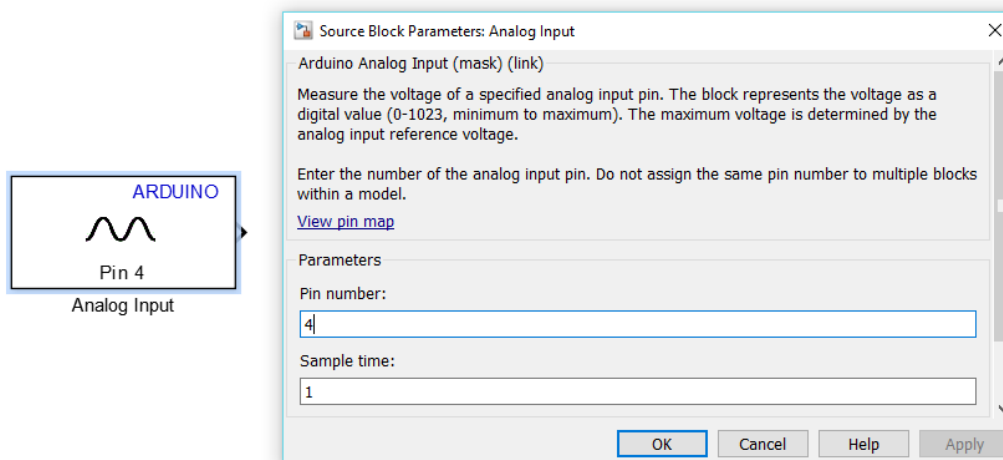 Source Block Parameters: Analog Input
Arduino Analog Input (mask) (link)
Measure the voltage of a specified analog input pin. The block represents the voltage as a
digital value (0-1023, minimum to maximum). The maximum voltage is determined by the
analog input reference voltage.
Enter the number of the analog input pin. Do not assign the same pin number to multiple blocks
within a model.
View pin map
ARDUINO
Pin 4
Analog Input
Parameters
Pin number:
4
Sample time:
1
OK
Cancel
Help
Apply